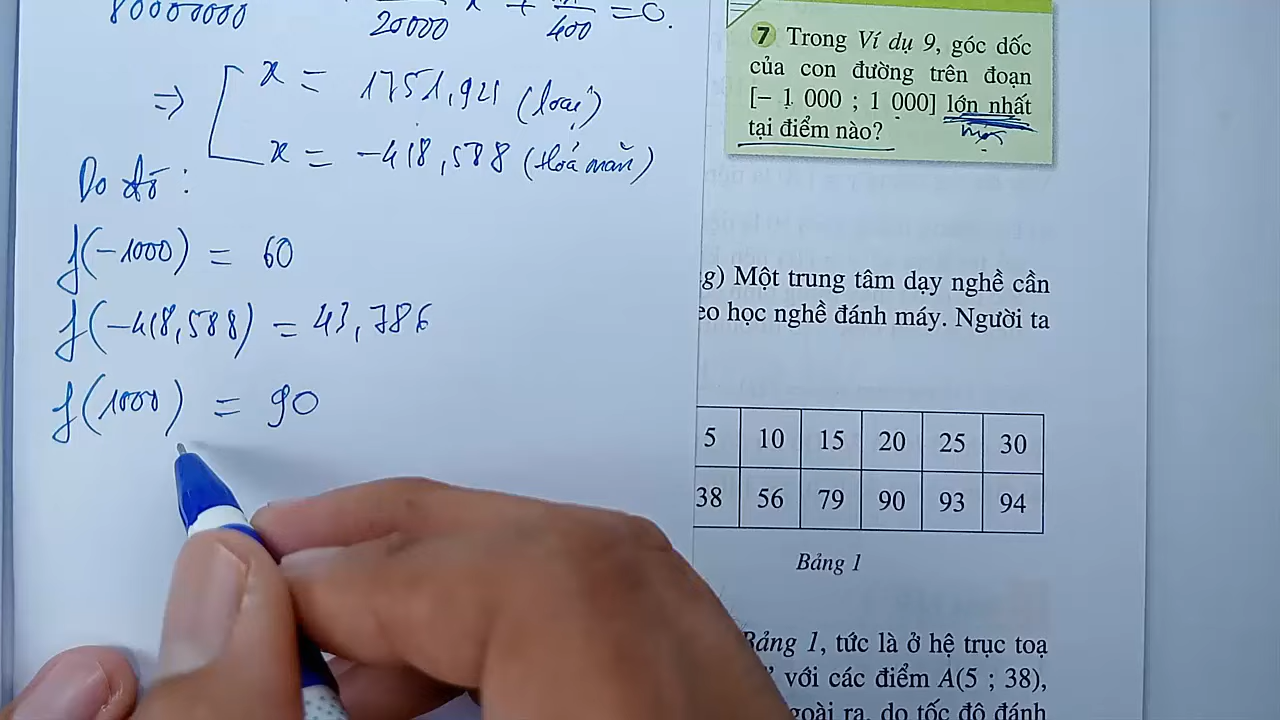 80000000 20000 x + 400 = 0.
=> x = 1751,921 (loại)
x = -418,588 (thoả mãn)
Do đó :
f(-1000) = 60
f(-418,588) = 43,786
f(1000) = 90
7 Trong Ví dụ 9, góc dốc
của con đường trên đoạn
[– 1 000 ; 1 000] lớn nhất
tại điểm nào?
g) Một trung tâm dạy nghề cần
eo học nghề đánh máy. Người ta
5 10 15 20 25 30
38 56 79 90 93 94
Bảng 1
Bảng 1, tức là ở hệ trục toạ
với các điểm A(5 ; 38),
goài ra, do tốc độ đánh